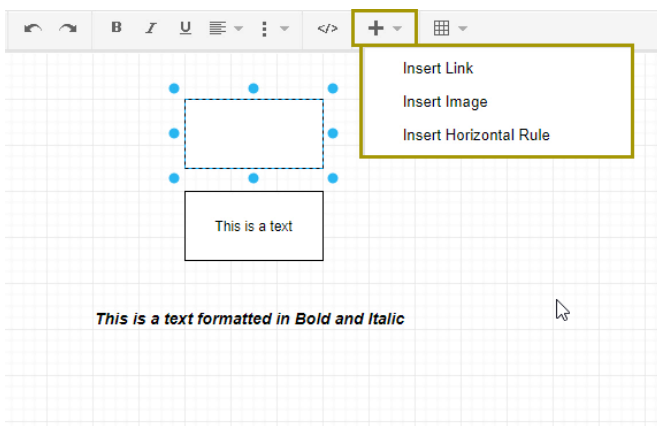 B I U </>
Insert Link
Insert Image
Insert Horizontal Rule
This is a text
This is a text formatted in Bold and Italic